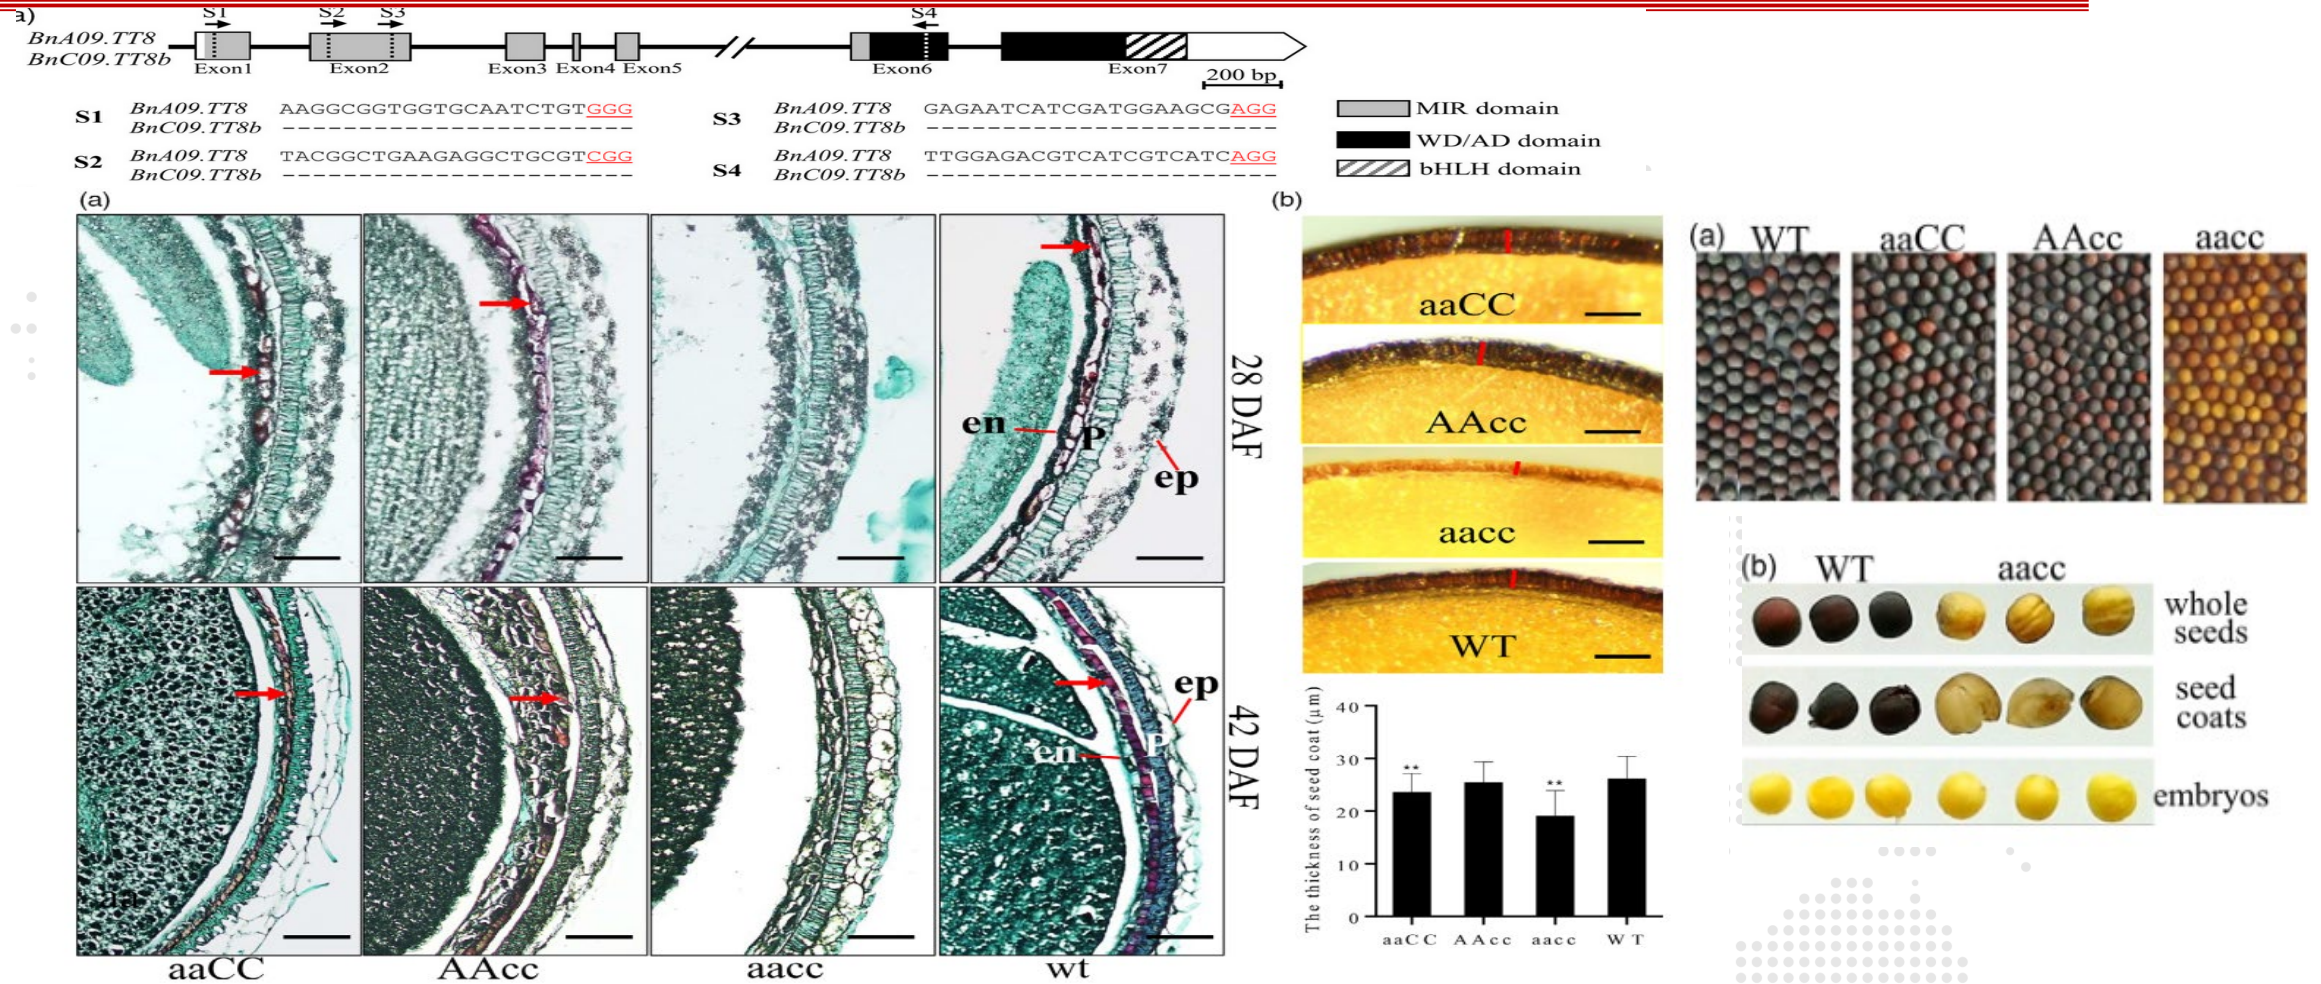 a)
S1 S2 S3 S4
BnA09.TT8
BnC09.TT8b
Exon1 Exon2 Exon3 Exon4 Exon5 Exon6 Exon7
200 bp
S1 BnA09.TT8 AAGGCGGTGGTGCAATCTGTGGG
BnC09.TT8b -----------------------
S2 BnA09.TT8 TACGGCTGAAGAGGCTGCGTCGG
BnC09.TT8b -----------------------
S3 BnA09.TT8 GAGAATCATCGATGGAAGCGAGG
BnC09.TT8b -----------------------
S4 BnA09.TT8 TTGGAGACGTCATCGTCATCAGG
BnC09.TT8b -----------------------
MIR domain
WD/AD domain
bHLH domain
(a)
en P ep
28 DAF
ep
en P
42 DAF
aaCC AAcc aacc wt
(b)
aaCC
AAcc
aacc
WT
The thickness of seed coat (μm)
40
30
20
10
0
** **
aaCC AAcc aacc WT
(a) WT aaCC AAcc aacc
(b) WT aacc
whole
seeds
seed
coats
embryos